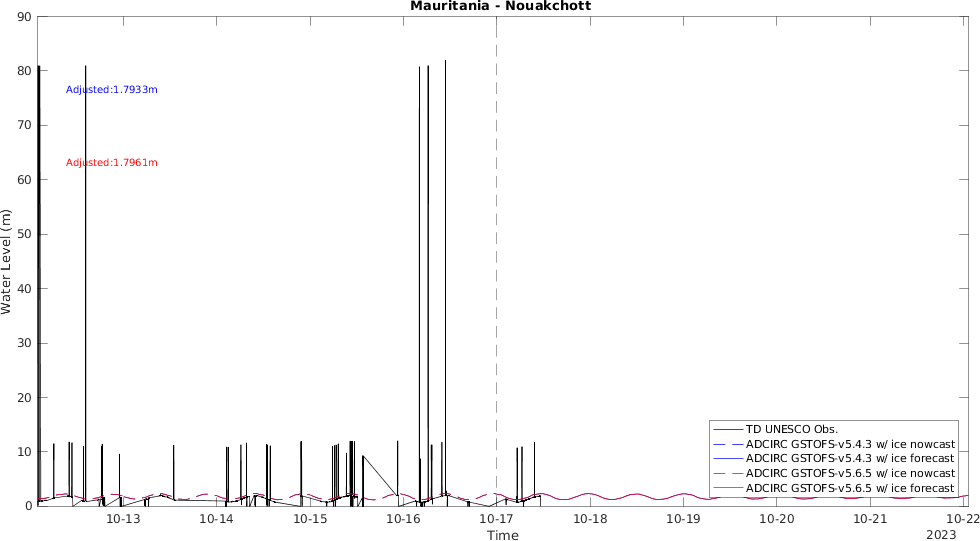 Mauritania - Nouakchott
90
80
70
60
50
40
30
20
10
0
Water Level (m)
Adjusted:1.7933m
Adjusted:1.7961m
TD UNESCO Obs.
ADCIRC GSTOFS-v5.4.3 w/ ice nowcast
ADCIRC GSTOFS-v5.4.3 w/ ice forecast
ADCIRC GSTOFS-v5.6.5 w/ ice nowcast
ADCIRC GSTOFS-v5.6.5 w/ ice forecast
10-13 10-14 10-15 10-16 10-17 10-18 10-19 10-20 10-21 10-22
Time
2023